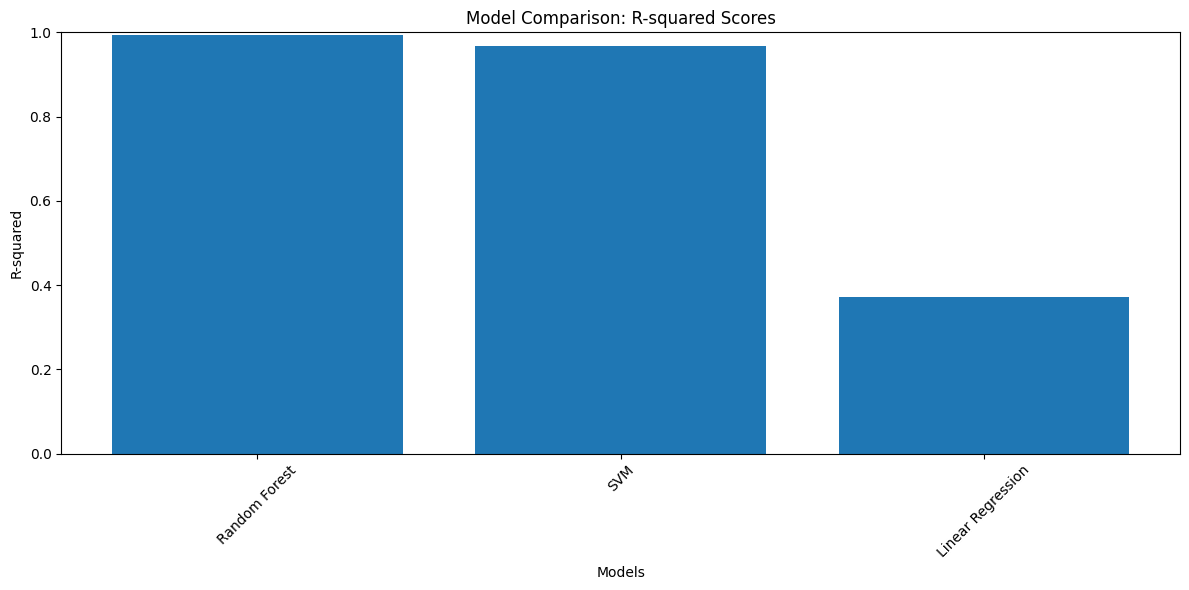 Model Comparison: R-squared Scores
1.0
0.8
0.6
0.4
0.2
0.0
R-squared
Random Forest
SVM
Linear Regression
Models